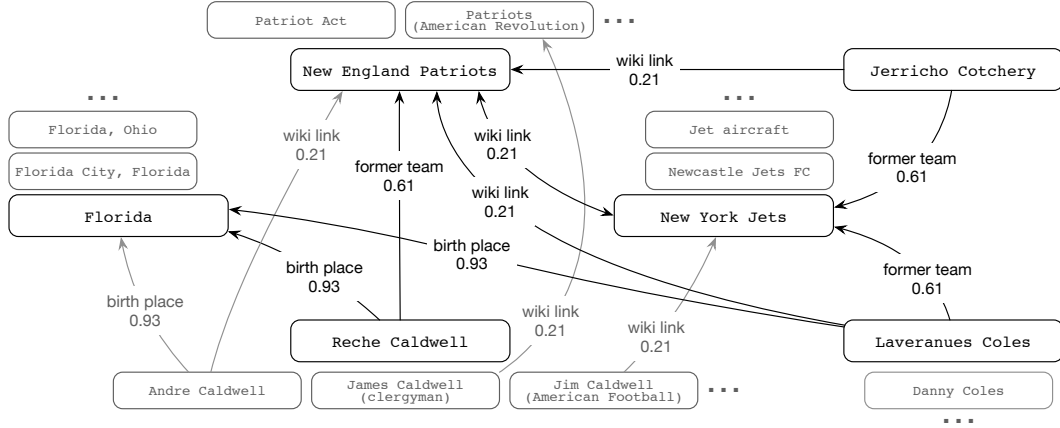 Patriot Act
Patriots
(American Revolution)
...
New England Patriots
wiki link
0.21
Jerricho Cotchery
...
...
Florida, Ohio
wiki link
0.21
wiki link
0.21
Jet aircraft
former team
0.61
former team
0.61
Florida City, Florida
Newcastle Jets FC
wiki link
0.21
Florida
New York Jets
birth place
0.93
birth place
0.93
former team
0.61
birth place
0.93
wiki link
0.21
wiki link
0.21
Reche Caldwell
Laveranues Coles
Andre Caldwell
James Caldwell
(clergyman)
Jim Caldwell
(American Football)
...
Danny Coles
...